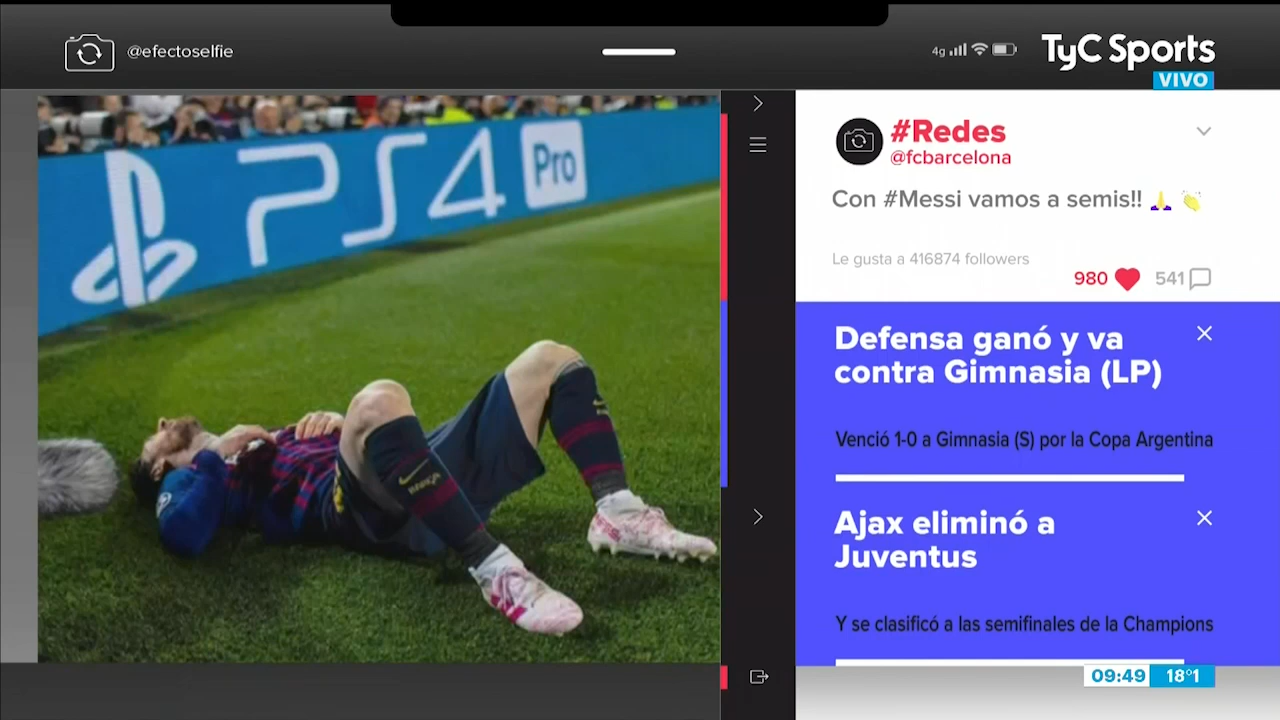 @efectoselfie
4g
TyC Sports
VIVO
PS4 Pro
BARÇA
#Redes
@fcbarcelona
Con #Messi vamos a semis!! 🙏 👏
Le gusta a 416874 followers
980
541
Defensa ganó y va
contra Gimnasia (LP)
Venció 1-0 a Gimnasia (S) por la Copa Argentina
Ajax eliminó a
Juventus
Y se clasificó a las semifinales de la Champions
09:49 18°1